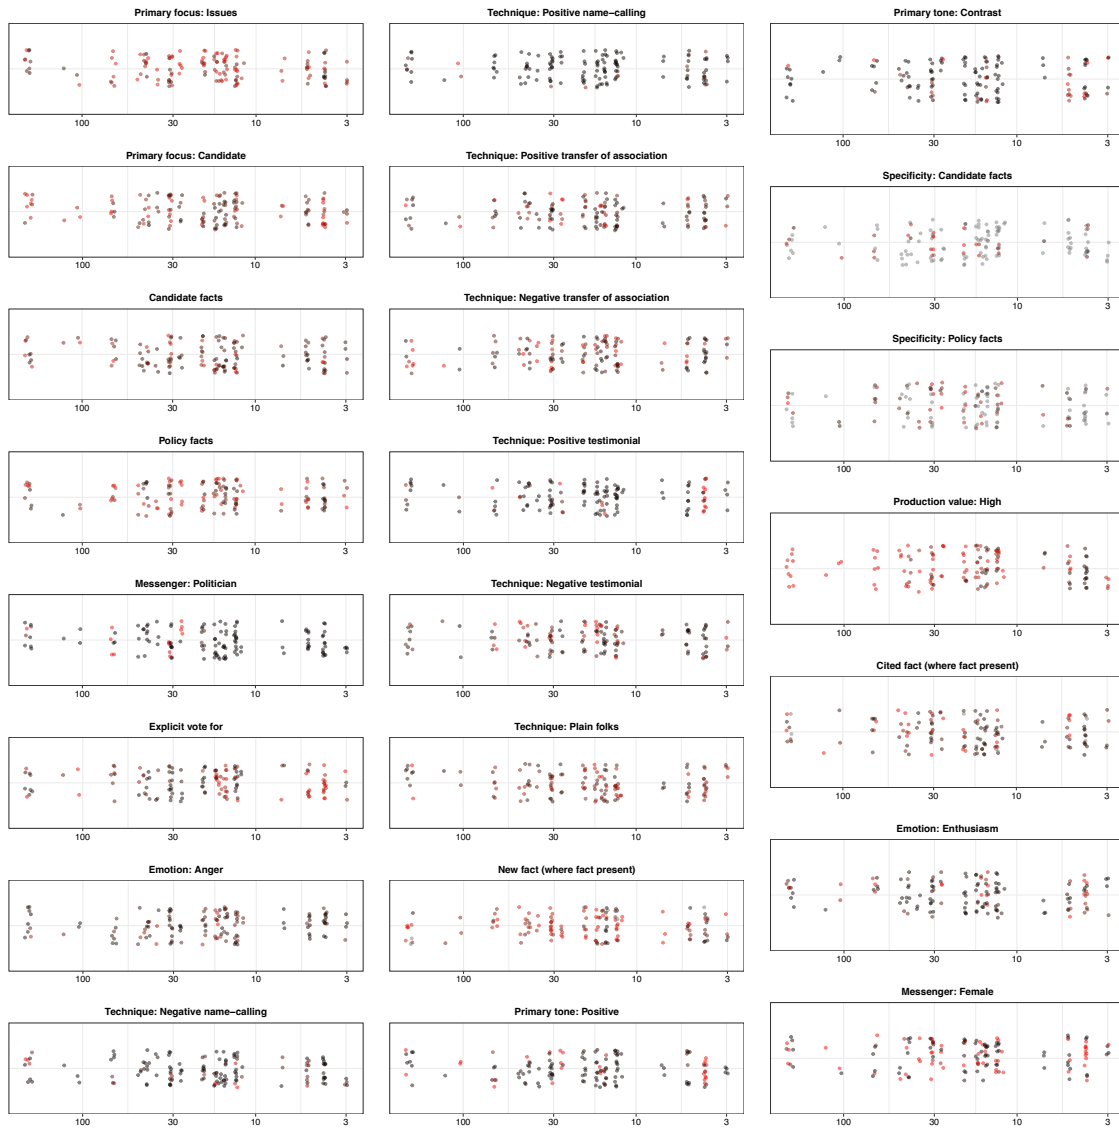 Primary focus: Issues
100 30 10 3
Primary focus: Candidate
100 30 10 3
Candidate facts
100 30 10 3
Policy facts
100 30 10 3
Messenger: Politician
100 30 10 3
Explicit vote for
100 30 10 3
Emotion: Anger
100 30 10 3
Technique: Negative name−calling
100 30 10 3
Technique: Positive name−calling
100 30 10 3
Technique: Positive transfer of association
100 30 10 3
Technique: Negative transfer of association
100 30 10 3
Technique: Positive testimonial
100 30 10 3
Technique: Negative testimonial
100 30 10 3
Technique: Plain folks
100 30 10 3
New fact (where fact present)
100 30 10 3
Primary tone: Positive
100 30 10 3
Primary tone: Contrast
100 30 10 3
Specificity: Candidate facts
100 30 10 3
Specificity: Policy facts
100 30 10 3
Production value: High
100 30 10 3
Cited fact (where fact present)
100 30 10 3
Emotion: Enthusiasm
100 30 10 3
Messenger: Female
100 30 10 3